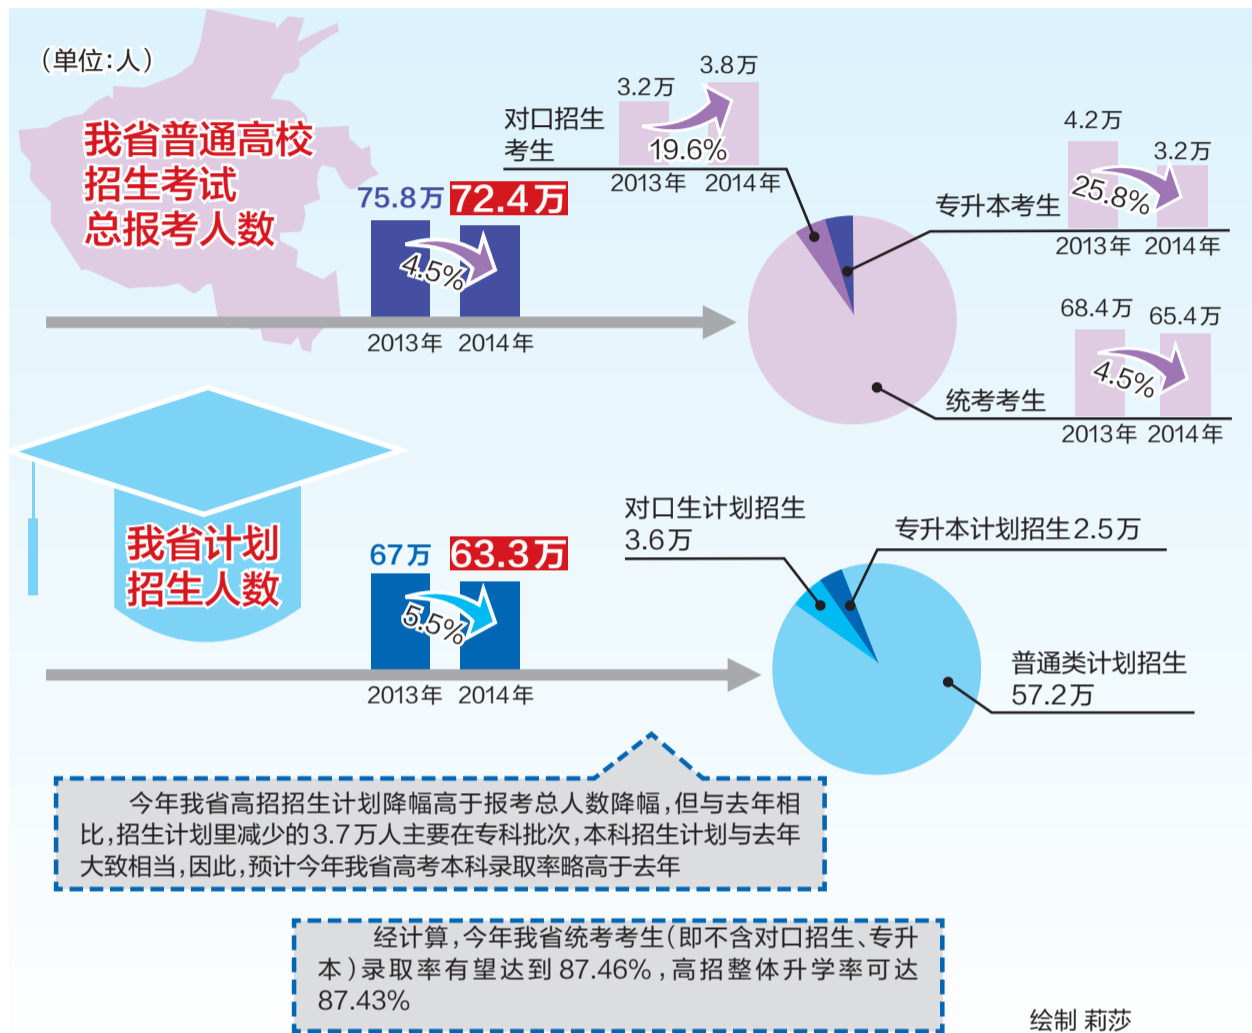 （单位:人）
我省普通高校
招生考试
总报考人数
75.8万
72.4万
4.5%
2013年 2014年
对口招生
考生
3.2万
3.8万
19.6%
2013年 2014年
专升本考生
4.2万
3.2万
25.8%
2013年 2014年
统考考生
68.4万
65.4万
4.5%
2013年 2014年
我省计划
招生人数
67万
63.3万
5.5%
2013年 2014年
对口生计划招生
3.6万
专升本计划招生2.5万
普通类计划招生
57.2万
今年我省高招招生计划降幅高于报考总人数降幅,但与去年相
比,招生计划里减少的3.7万人主要在专科批次,本科招生计划与去年
大致相当,因此,预计今年我省高考本科录取率略高于去年
经计算,今年我省统考考生(即不含对口招生、专升
本)录取率有望达到87.46%,高招整体升学率可达
87.43%
绘制 莉莎